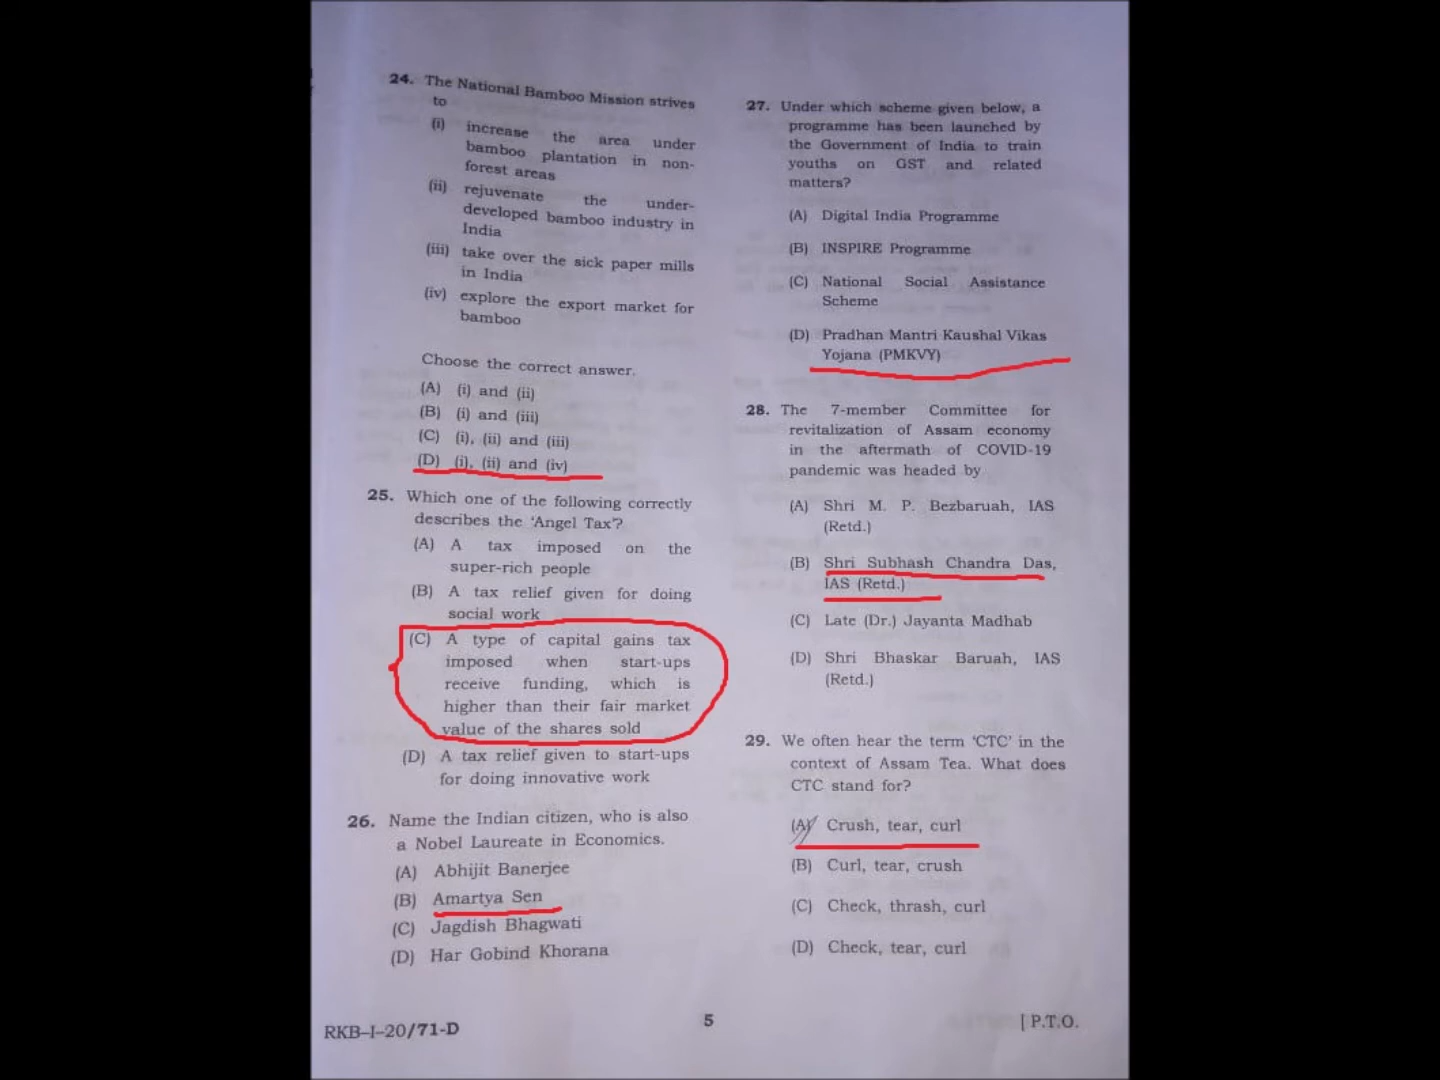 24. The National Bamboo Mission strives
to
(i) increase the area under
bamboo plantation in non-
forest areas
(ii) rejuvenate the under-
developed bamboo industry in
India
(iii) take over the sick paper mills
in India
(iv) explore the export market for
bamboo
Choose the correct answer.
(A) (i) and (ii)
(B) (i) and (iii)
(C) (i), (ii) and (iii)
(D) (i), (ii) and (iv)
25. Which one of the following correctly
describes the 'Angel Tax'?
(A) A tax imposed on the
super-rich people
(B) A tax relief given for doing
social work
(C) A type of capital gains tax
imposed when start-ups
receive funding, which is
higher than their fair market
value of the shares sold
(D) A tax relief given to start-ups
for doing innovative work
26. Name the Indian citizen, who is also
a Nobel Laureate in Economics.
(A) Abhijit Banerjee
(B) Amartya Sen
(C) Jagdish Bhagwati
(D) Har Gobind Khorana
27. Under which scheme given below, a
programme has been launched by
the Government of India to train
youths on GST and related
matters?
(A) Digital India Programme
(B) INSPIRE Programme
(C) National Social Assistance
Scheme
(D) Pradhan Mantri Kaushal Vikas
Yojana (PMKVY)
28. The 7-member Committee for
revitalization of Assam economy
in the aftermath of COVID-19
pandemic was headed by
(A) Shri M. P. Bezbaruah, IAS
(Retd.)
(B) Shri Subhash Chandra Das,
IAS (Retd.)
(C) Late (Dr.) Jayanta Madhab
(D) Shri Bhaskar Baruah, IAS
(Retd.)
29. We often hear the term 'CTC' in the
context of Assam Tea. What does
CTC stand for?
(A) Crush, tear, curl
(B) Curl, tear, crush
(C) Check, thrash, curl
(D) Check, tear, curl
RKB–I–20/71-D
5
[ P.T.O.